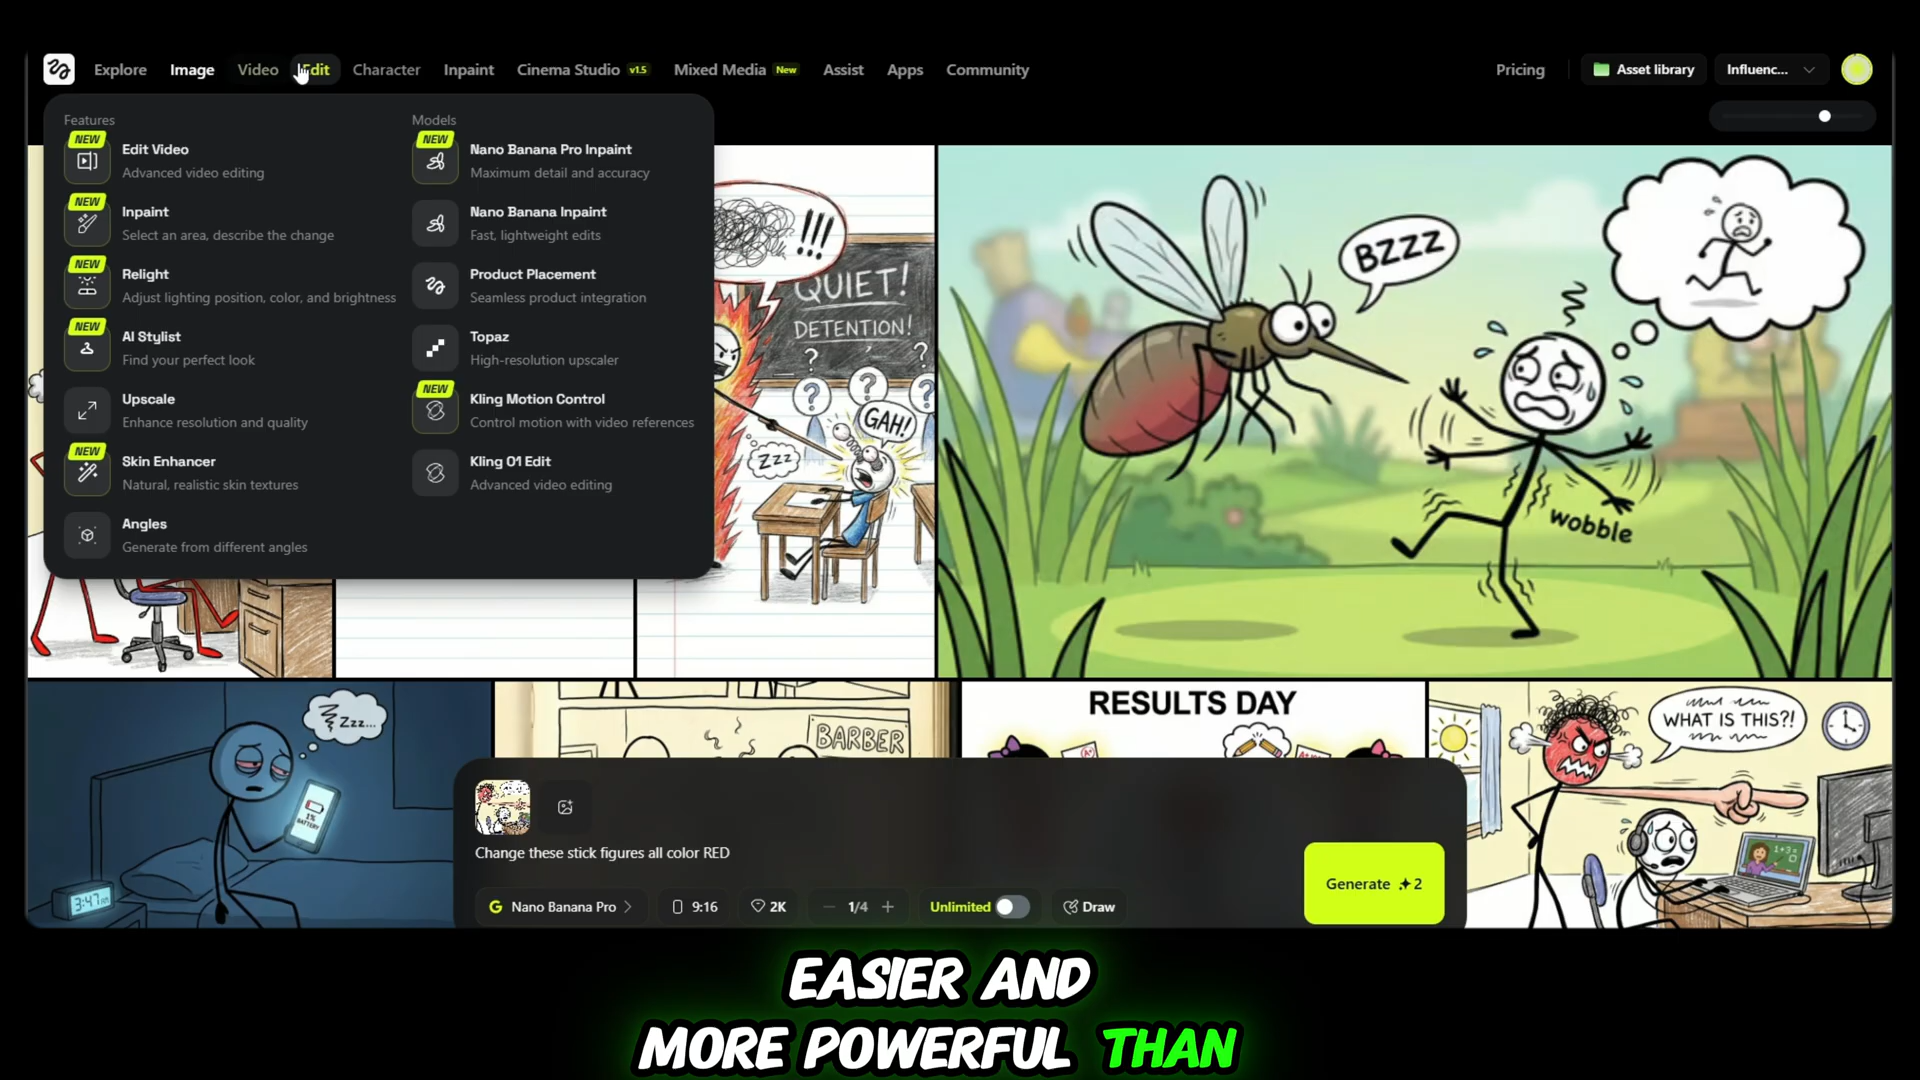 Explore Image Video Edit Character Inpaint Cinema Studio v1.5 Mixed Media New Assist Apps Community Pricing Asset library Influenc...
Features
NEW
Edit Video
Advanced video editing
NEW
Inpaint
Select an area, describe the change
NEW
Relight
Adjust lighting position, color, and brightness
NEW
AI Stylist
Find your perfect look
Upscale
Enhance resolution and quality
NEW
Skin Enhancer
Natural, realistic skin textures
Angles
Generate from different angles
Models
NEW
Nano Banana Pro Inpaint
Maximum detail and accuracy
Nano Banana Inpaint
Fast, lightweight edits
Product Placement
Seamless product integration
Topaz
High-resolution upscaler
NEW
Kling Motion Control
Control motion with video references
Kling O1 Edit
Advanced video editing
!!!
QUIET!
DETENTION!
? ? ? ?
GAH!
ZZZ
BZZZ
wobble
Zzz...
1%
BATTERY
3:47
BARBER
RESULTS DAY
A+
WHAT IS THIS?!
1+3=
Change these stick figures all color RED
G Nano Banana Pro 9:16 2K 1/4 Unlimited Draw
Generate 2
EASIER AND
MORE POWERFUL THAN